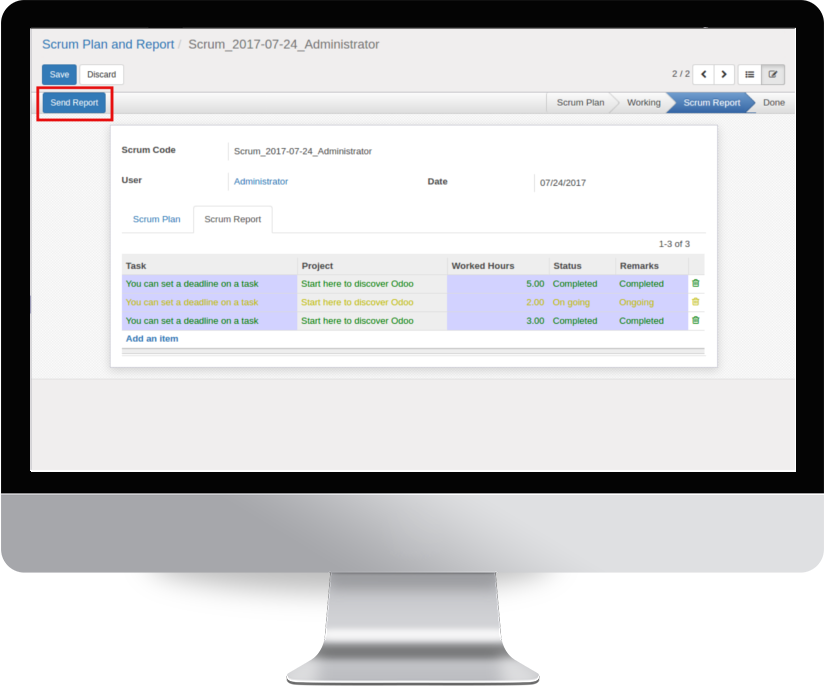 Scrum Plan and Report / Scrum_2017-07-24_Administrator
Save Discard 2 / 2
Send Report Scrum Plan Working Scrum Report Done
Scrum Code Scrum_2017-07-24_Administrator
User Administrator Date 07/24/2017
Scrum Plan Scrum Report
1-3 of 3
Task Project Worked Hours Status Remarks
You can set a deadline on a task Start here to discover Odoo 5.00 Completed Completed
You can set a deadline on a task Start here to discover Odoo 2.00 On going Ongoing
You can set a deadline on a task Start here to discover Odoo 3.00 Completed Completed
Add an item